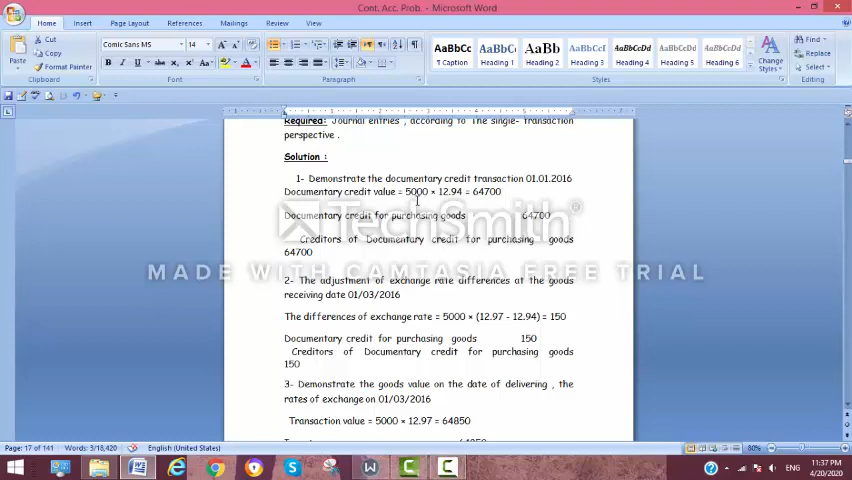 Cont. Acc. Prob. - Microsoft Word
Home Insert Page Layout References Mailings Review View
Paste
Cut
Copy
Format Painter
Comic Sans MS 14
AaBbCc AaBbCc AaBb AaBbCcI AaBbCcDd AaBbCcDd AaBbCcDd
¶ Caption Heading 1 Heading 2 Heading 3 Heading 4 Heading 5 Heading 6
Change Styles
Find
Replace
Select
Clipboard Font Paragraph Styles Editing
Required: Journal entries , according to The single- transaction
perspective .
Solution :
1- Demonstrate the documentary credit transaction 01.01.2016
Documentary credit value = 5000 × 12.94 = 64700
Documentary credit for purchasing goods 64700
TechSmith
Creditors of Documentary credit for purchasing goods
64700
MADE WITH CAMTASIA FREE TRIAL
2- The adjustment of exchange rate differences at the goods
receiving date 01/03/2016
The differences of exchange rate = 5000 × (12.97 - 12.94) = 150
Documentary credit for purchasing goods 150
Creditors of Documentary credit for purchasing goods
150
3- Demonstrate the goods value on the date of delivering , the
rates of exchange on 01/03/2016
Transaction value = 5000 × 12.97 = 64850
Page: 17 of 141 Words: 3/18,420 English (United States) 80%
ENG 11:37 PM
4/20/2020